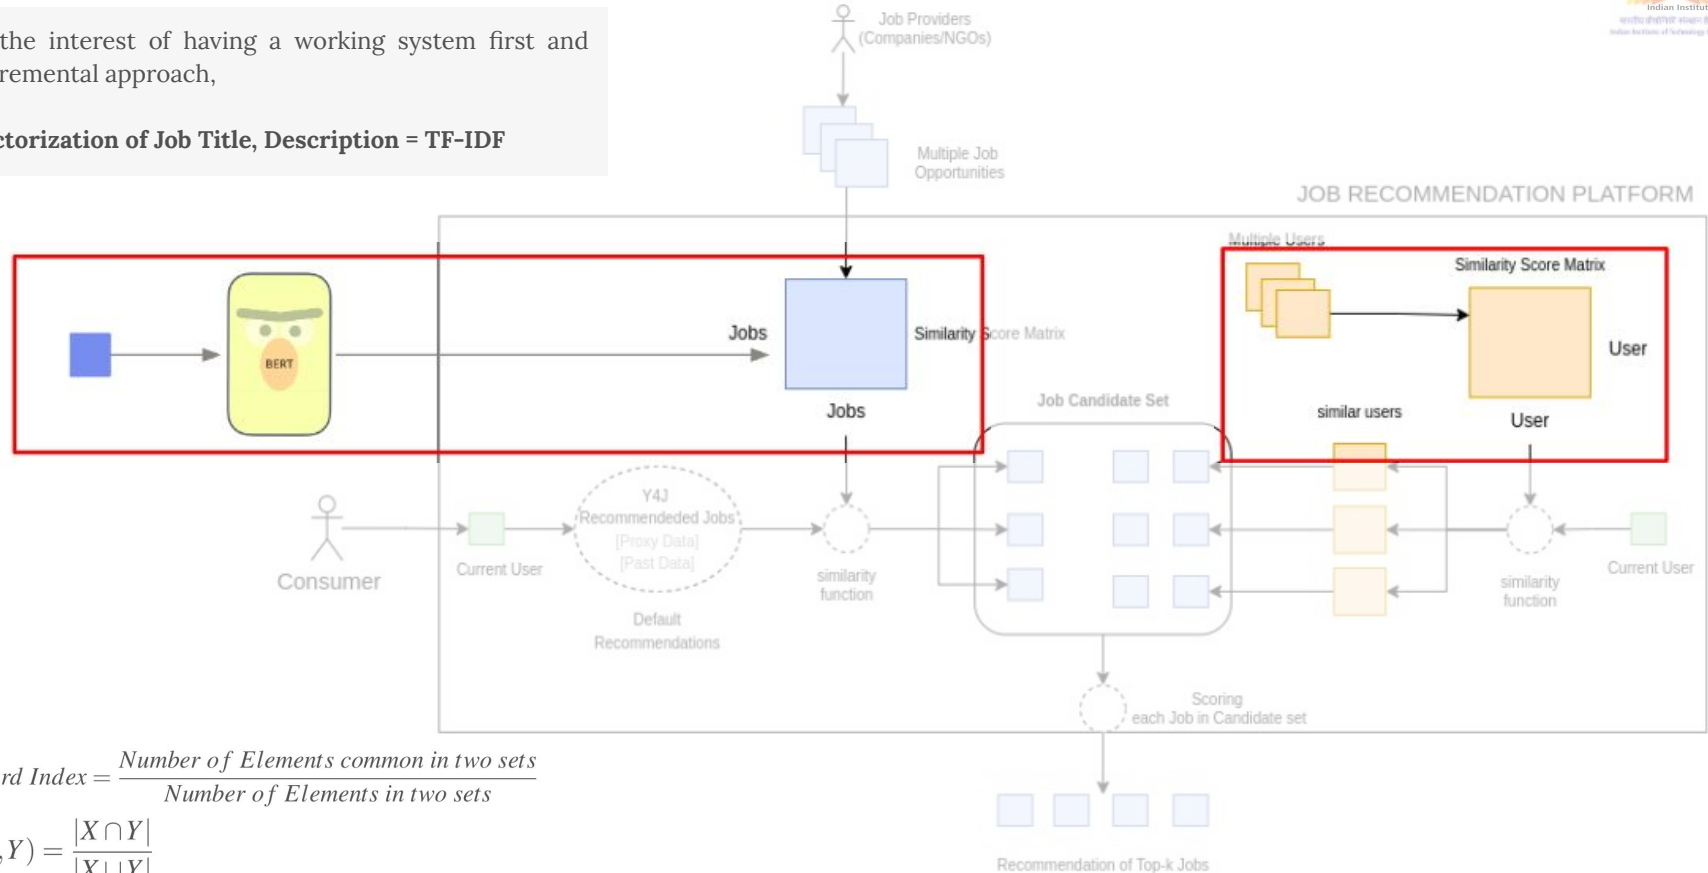 the interest of having a working system first and
remental approach,
ctorization of Job Title, Description = TF-IDF
Indian Institut
Job Providers
(Companies/NGOs)
Multiple Job
Opportunities
JOB RECOMMENDATION PLATFORM
Multiple Users
Similarity Score Matrix
BERT
Jobs
Similarity Score Matrix
Jobs
User
User
similar users
Job Candidate Set
Consumer
Current User
Y4J
Recommendeded Jobs
[Proxy Data]
[Past Data]
Default
Recommendations
similarity
function
similarity
function
Current User
Scoring
each Job in Candidate set
Recommendation of Top-k Jobs
rd Index = Number of Elements common in two sets
Number of Elements in two sets
,Y) = |X ∩ Y|
|X ∪ Y|